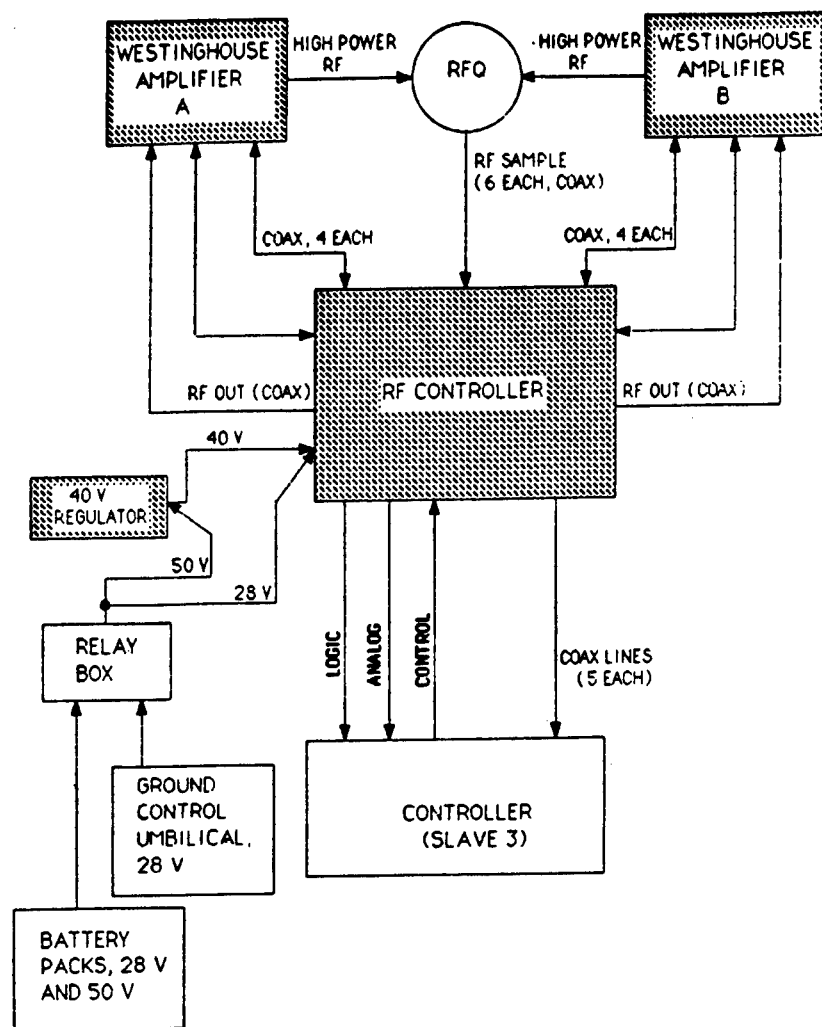 WESTINGHOUSE
AMPLIFIER
A
HIGH POWER
RF
RFQ
HIGH POWER
RF
WESTINGHOUSE
AMPLIFIER
B
RF SAMPLE
(6 EACH, COAX)
COAX, 4 EACH
COAX, 4 EACH
RF CONTROLLER
RF OUT (COAX)
RF OUT (COAX)
40 V
40 V
REGULATOR
50 V
28 V
RELAY
BOX
LOGIC
ANALOG
CONTROL
COAX LINES
(5 EACH)
GROUND
CONTROL
UMBILICAL,
28 V
CONTROLLER
(SLAVE 3)
BATTERY
PACKS, 28 V
AND 50 V